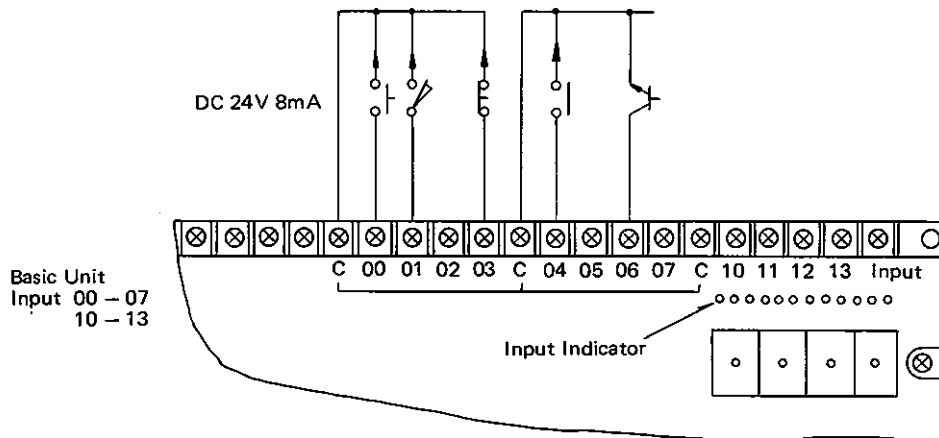 DC 24V 8mA
C 00 01 02 03 C 04 05 06 07 C 10 11 12 13 Input
Basic Unit
Input 00 – 07
10 – 13
Input Indicator